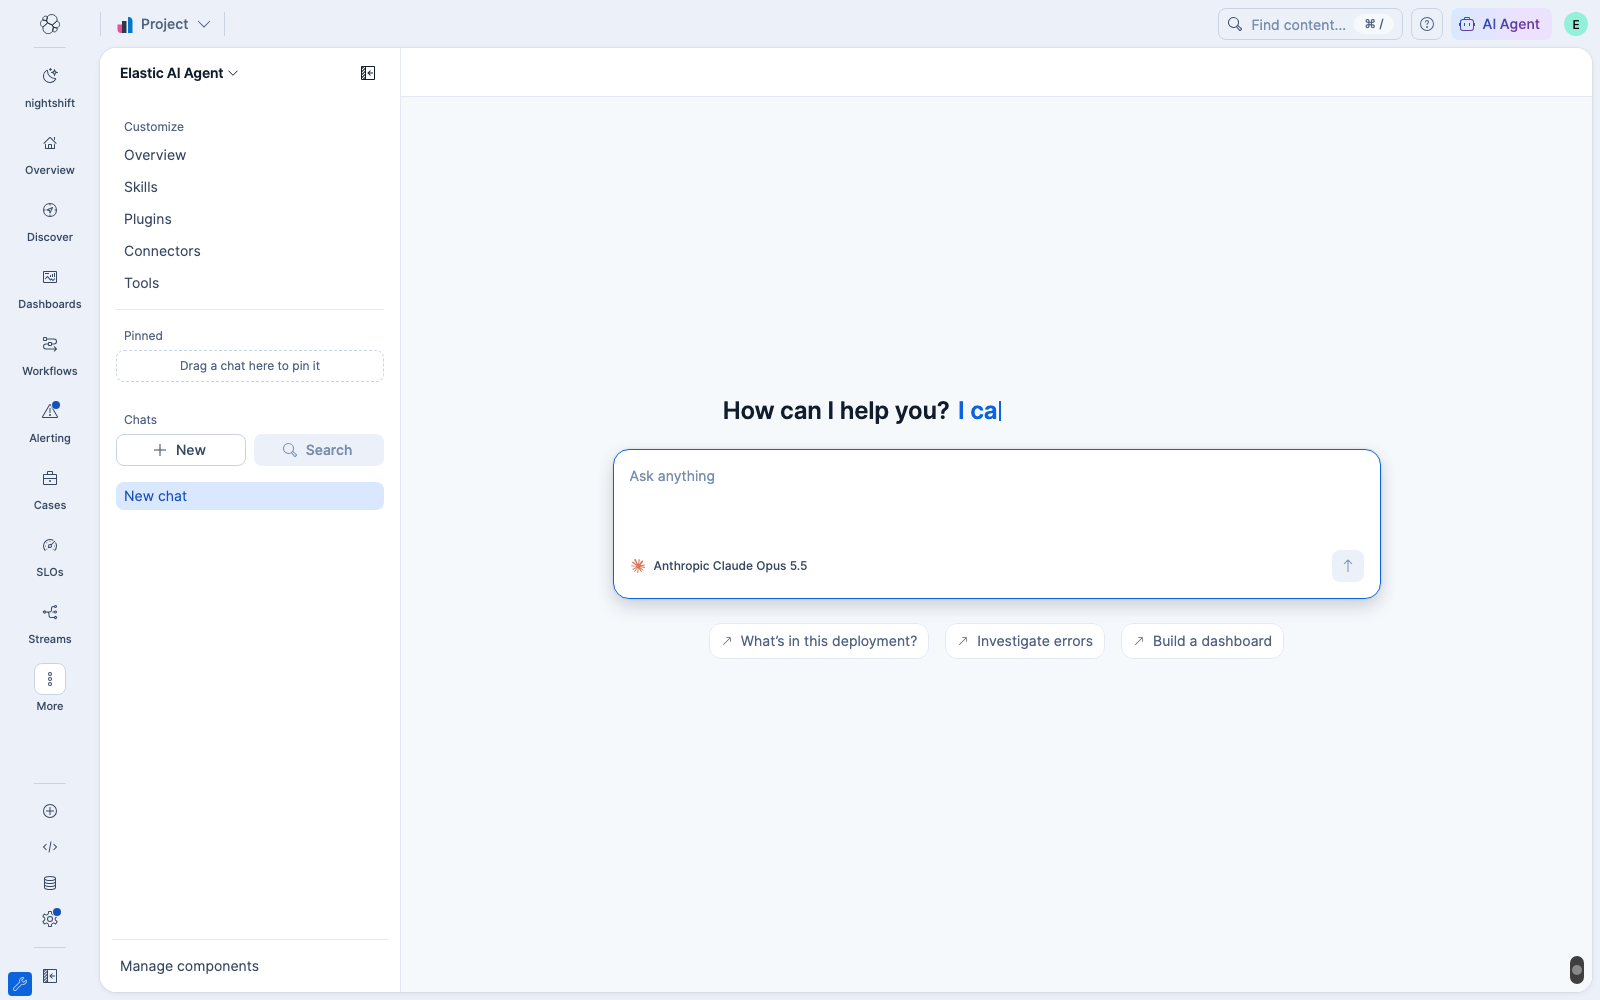 Project
Find content...
⌘ /
AI Agent
E
nightshift
Overview
Discover
Dashboards
Workflows
Alerting
Cases
SLOs
Streams
More
Elastic AI Agent
Customize
Overview
Skills
Plugins
Connectors
Tools
Pinned
Drag a chat here to pin it
Chats
New
Search
New chat
Manage components
How can I help you? I ca
Ask anything
Anthropic Claude Opus 5.5
What's in this deployment?
Investigate errors
Build a dashboard